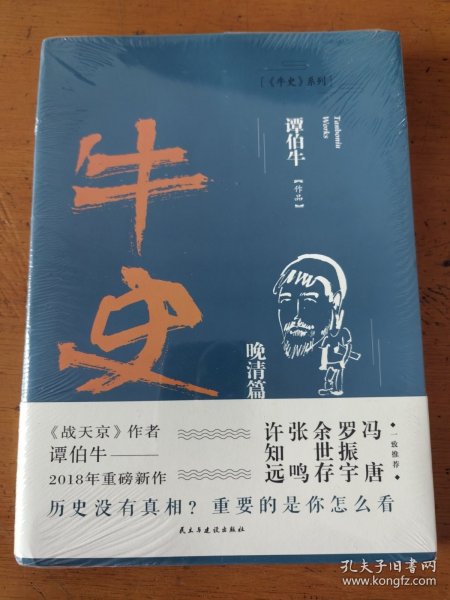 [《牛史》系列]
Tanboniu
Works
谭伯牛
【作品】
牛史
晚清篇
《战天京》作者
谭伯牛——
2018年重磅新作
冯唐
罗振宇
余世存
张鸣
许知远
一致推荐
历史没有真相？重要的是你怎么看
民主与建设出版社
孔夫子旧书网
www.kongfz.com